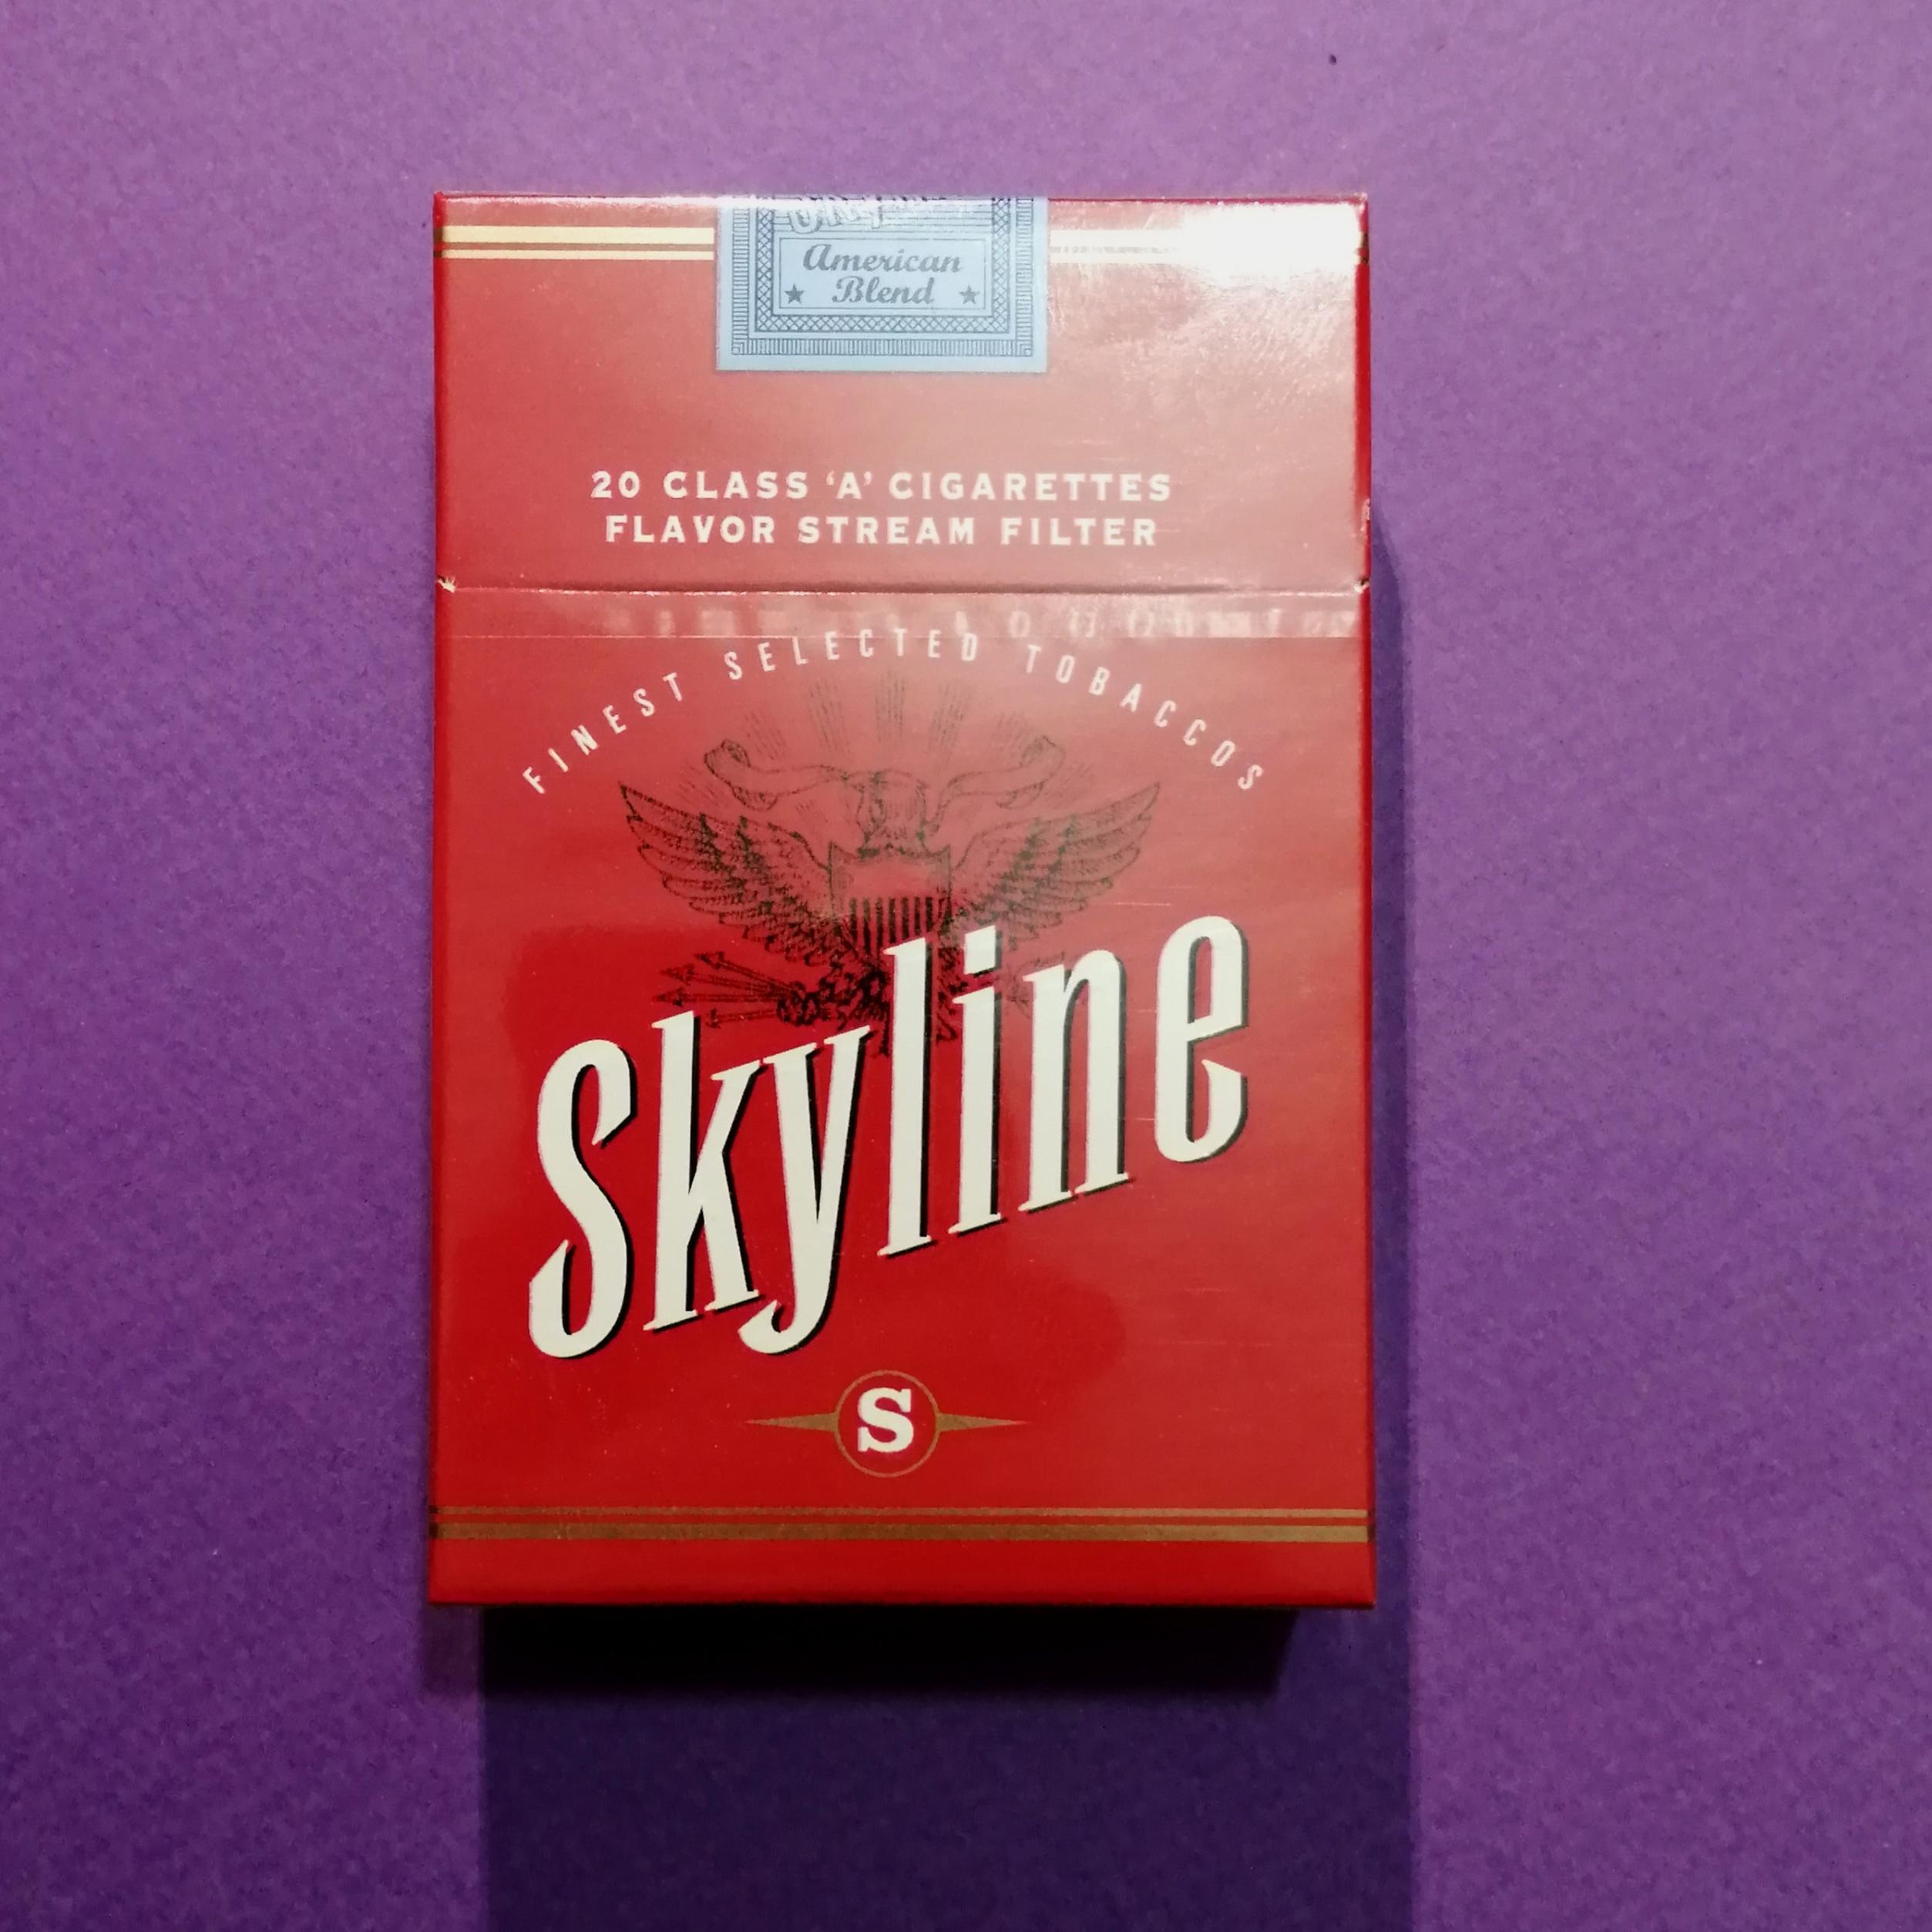 American
Blend
20 CLASS 'A' CIGARETTES
FLAVOR STREAM FILTER
FINEST SELECTED TOBACCOS
Skyline
S